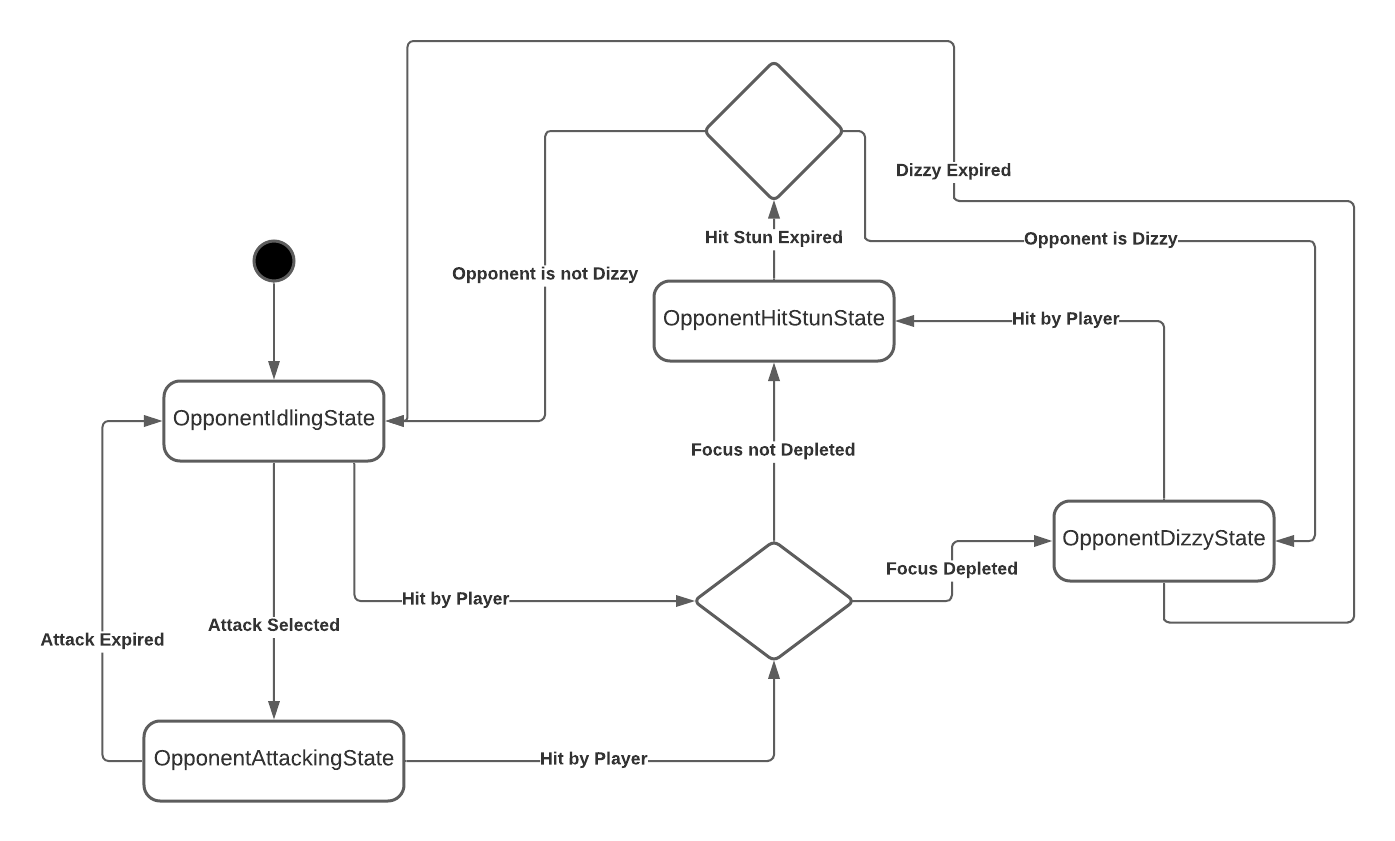 Dizzy Expired
Hit Stun Expired
Opponent is Dizzy
Opponent is not Dizzy
OpponentHitStunState
Hit by Player
OpponentIdlingState
Focus not Depleted
OpponentDizzyState
Focus Depleted
Hit by Player
Attack Selected
Attack Expired
OpponentAttackingState
Hit by Player